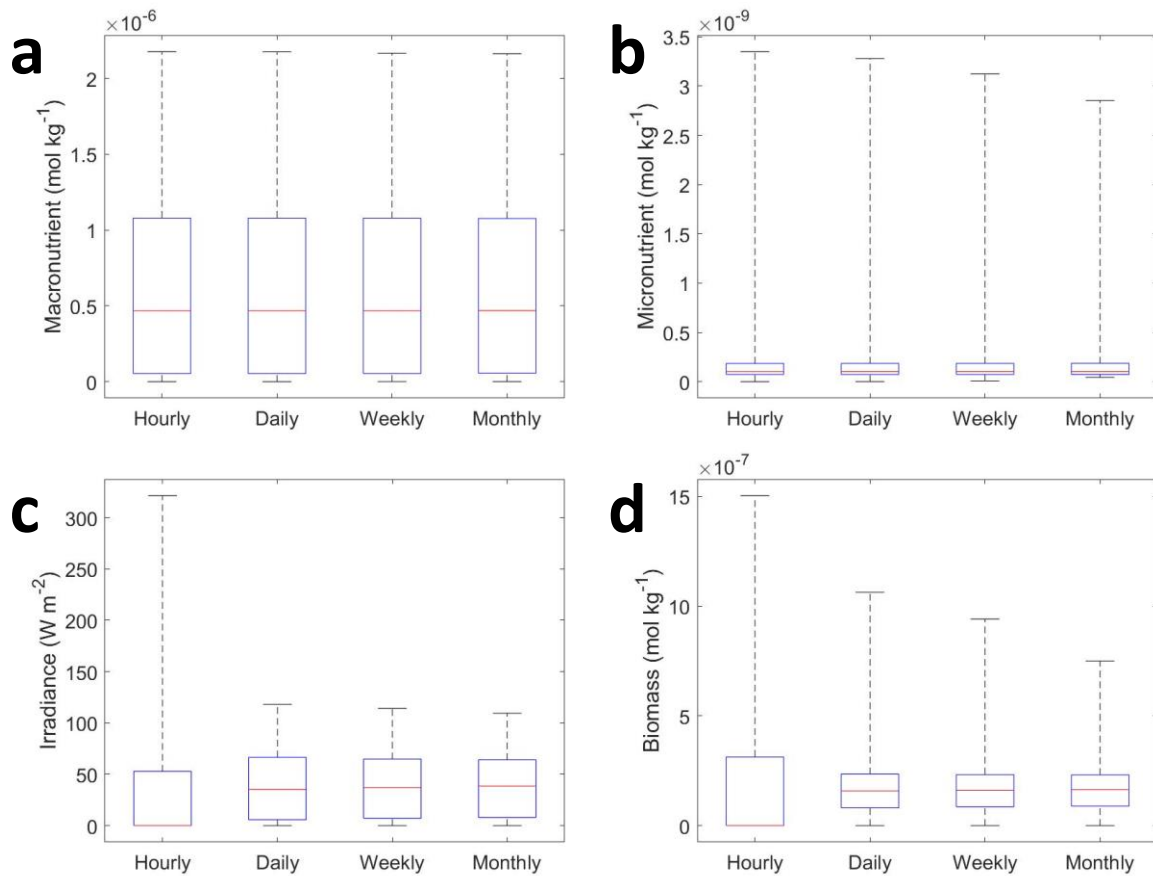 a
×10⁻⁶
Macronutrient (mol kg⁻¹)
2
1.5
1
0.5
0
Hourly Daily Weekly Monthly
b
×10⁻⁹
Micronutrient (mol kg⁻¹)
3.5
3
2.5
2
1.5
1
0.5
0
Hourly Daily Weekly Monthly
c
Irradiance (W m⁻²)
300
250
200
150
100
50
0
Hourly Daily Weekly Monthly
d
×10⁻⁷
Biomass (mol kg⁻¹)
15
10
5
0
Hourly Daily Weekly Monthly